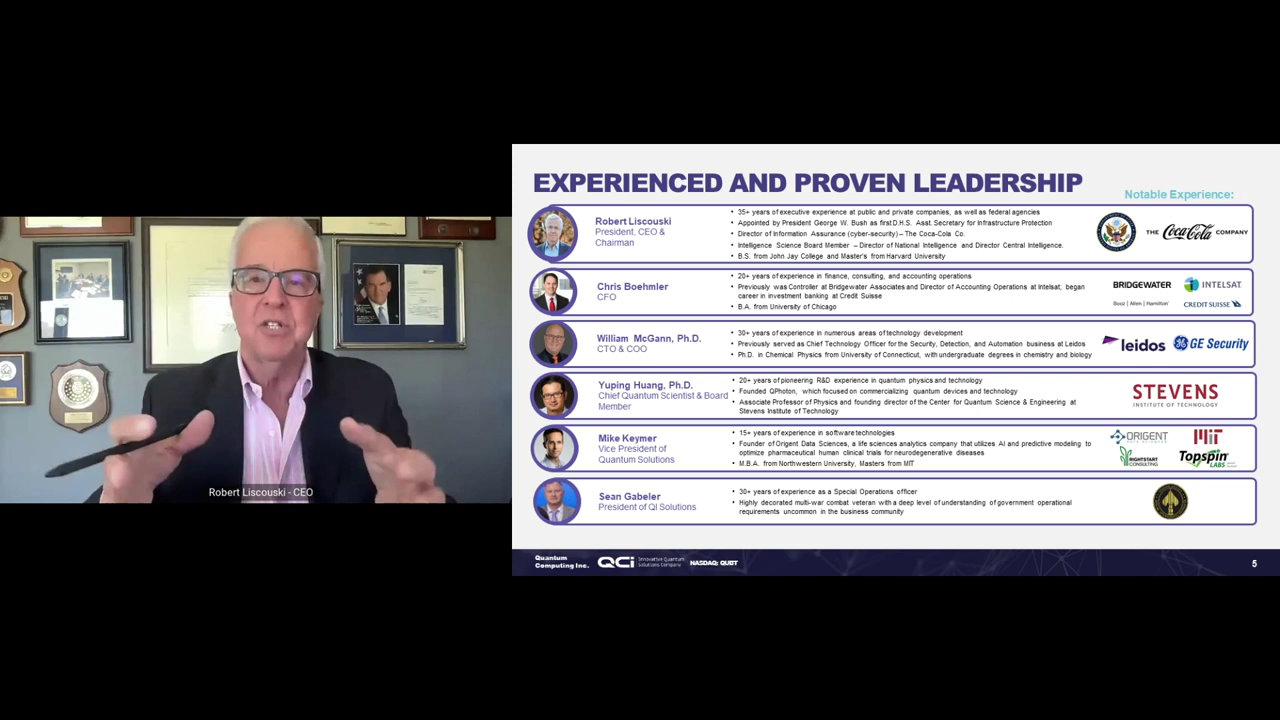 Robert Liscouski - CEO
EXPERIENCED AND PROVEN LEADERSHIP
Notable Experience:
Robert Liscouski
President, CEO &
Chairman
• 35+ years of executive experience at public and private companies, as well as federal agencies
• Appointed by President George W. Bush as first D.H.S. Asst. Secretary for Infrastructure Protection
• Director of Information Assurance (cyber-security) – The Coca-Cola Co.
• Intelligence Science Board Member – Director of National Intelligence and Director Central Intelligence.
• B.S. from John Jay College and Master's from Harvard University
THE Coca-Cola COMPANY
Chris Boehmler
CFO
• 20+ years of experience in finance, consulting, and accounting operations
• Previously was Controller at Bridgewater Associates and Director of Accounting Operations at Intelsat; began
career in investment banking at Credit Suisse
• B.A. from University of Chicago
BRIDGEWATER
INTELSAT
Booz | Allen | Hamilton
CREDIT SUISSE
William McGann, Ph.D.
CTO & COO
• 30+ years of experience in numerous areas of technology development
• Previously served as Chief Technology Officer for the Security, Detection, and Automation business at Leidos
• Ph.D. in Chemical Physics from University of Connecticut, with undergraduate degrees in chemistry and biology
leidos
GE Security
Yuping Huang, Ph.D.
Chief Quantum Scientist & Board
Member
• 20+ years of pioneering R&D experience in quantum physics and technology
• Founded QPhoton, which focused on commercializing quantum devices and technology
• Associate Professor of Physics and founding director of the Center for Quantum Science & Engineering at
Stevens Institute of Technology
STEVENS
INSTITUTE OF TECHNOLOGY
Mike Keymer
Vice President of
Quantum Solutions
• 15+ years of experience in software technologies
• Founder of Origent Data Sciences, a life sciences analytics company that utilizes AI and predictive modeling to
optimize pharmaceutical human clinical trials for neurodegenerative diseases
• M.B.A. from Northwestern University, Masters from MIT
ORIGENT
DATA SCIENCES
MIT
RIGHTSTART
CONSULTING
Topspin
LABS
Sean Gabeler
President of QI Solutions
• 30+ years of experience as a Special Operations officer
• Highly decorated multi-war combat veteran with a deep level of understanding of government operational
requirements uncommon in the business community
Quantum
Computing Inc.
QCi
Innovative Quantum
Solutions Company
NASDAQ: QUBT
5